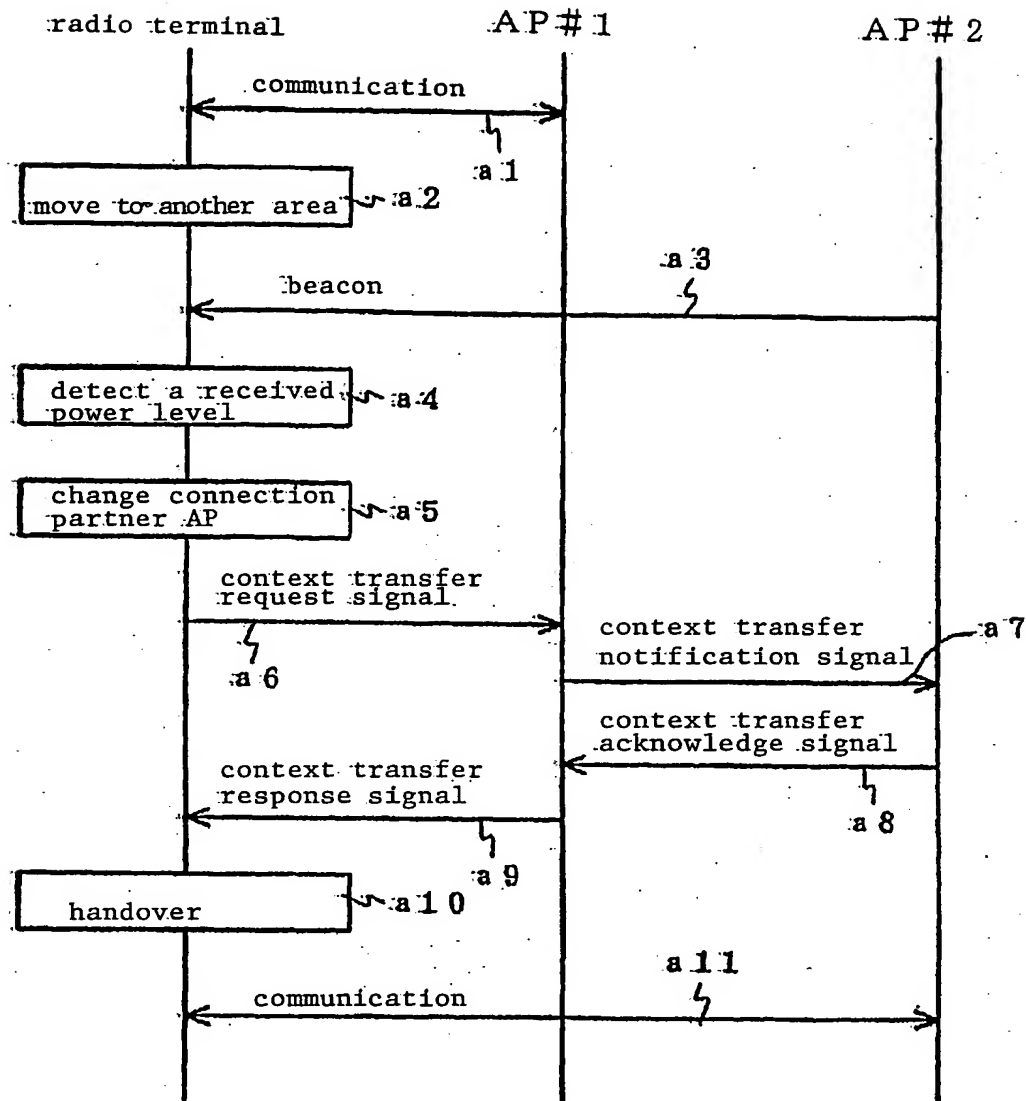 radio terminal
AP#1
AP#2
communication
a1
move to another area
a2
a3
beacon
detect a received
power level
a4
change connection
partner AP
a5
context transfer
request signal
a6
context transfer
notification signal
a7
context transfer
acknowledge signal
a8
context transfer
response signal
a9
handover
a10
a11
communication